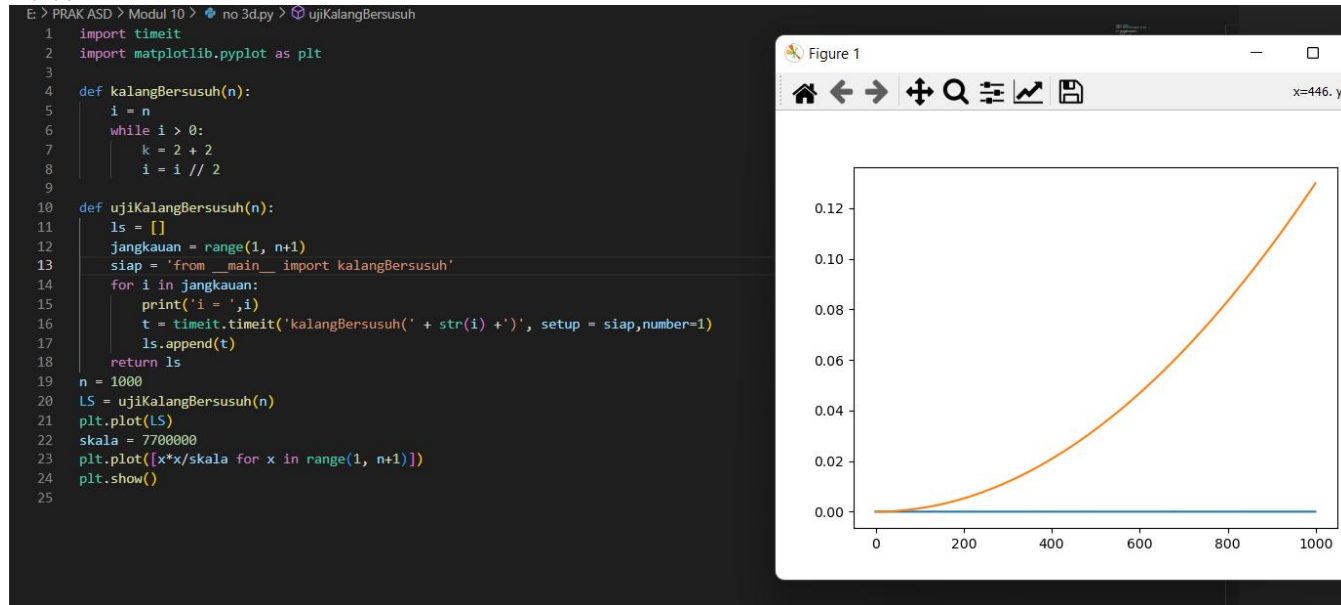 E: > PRAK ASD > Modul 10 > no 3d.py > ujiKalangBersusuh
1 import timeit
2 import matplotlib.pyplot as plt
3
4 def kalangBersusuh(n):
5     i = n
6     while i > 0:
7         k = 2 + 2
8         i = i // 2
9
10 def ujiKalangBersusuh(n):
11     ls = []
12     jangkauan = range(1, n+1)
13     siap = 'from __main__ import kalangBersusuh'
14     for i in jangkauan:
15         print('i = ',i)
16         t = timeit.timeit('kalangBersusuh(' + str(i) +')', setup = siap,number=1)
17         ls.append(t)
18     return ls
19 n = 1000
20 LS = ujiKalangBersusuh(n)
21 plt.plot(LS)
22 skala = 7700000
23 plt.plot([x*x/skala for x in range(1, n+1)])
24 plt.show()
25
Figure 1
x=446. y
0.12
0.10
0.08
0.06
0.04
0.02
0.00
0 200 400 600 800 1000